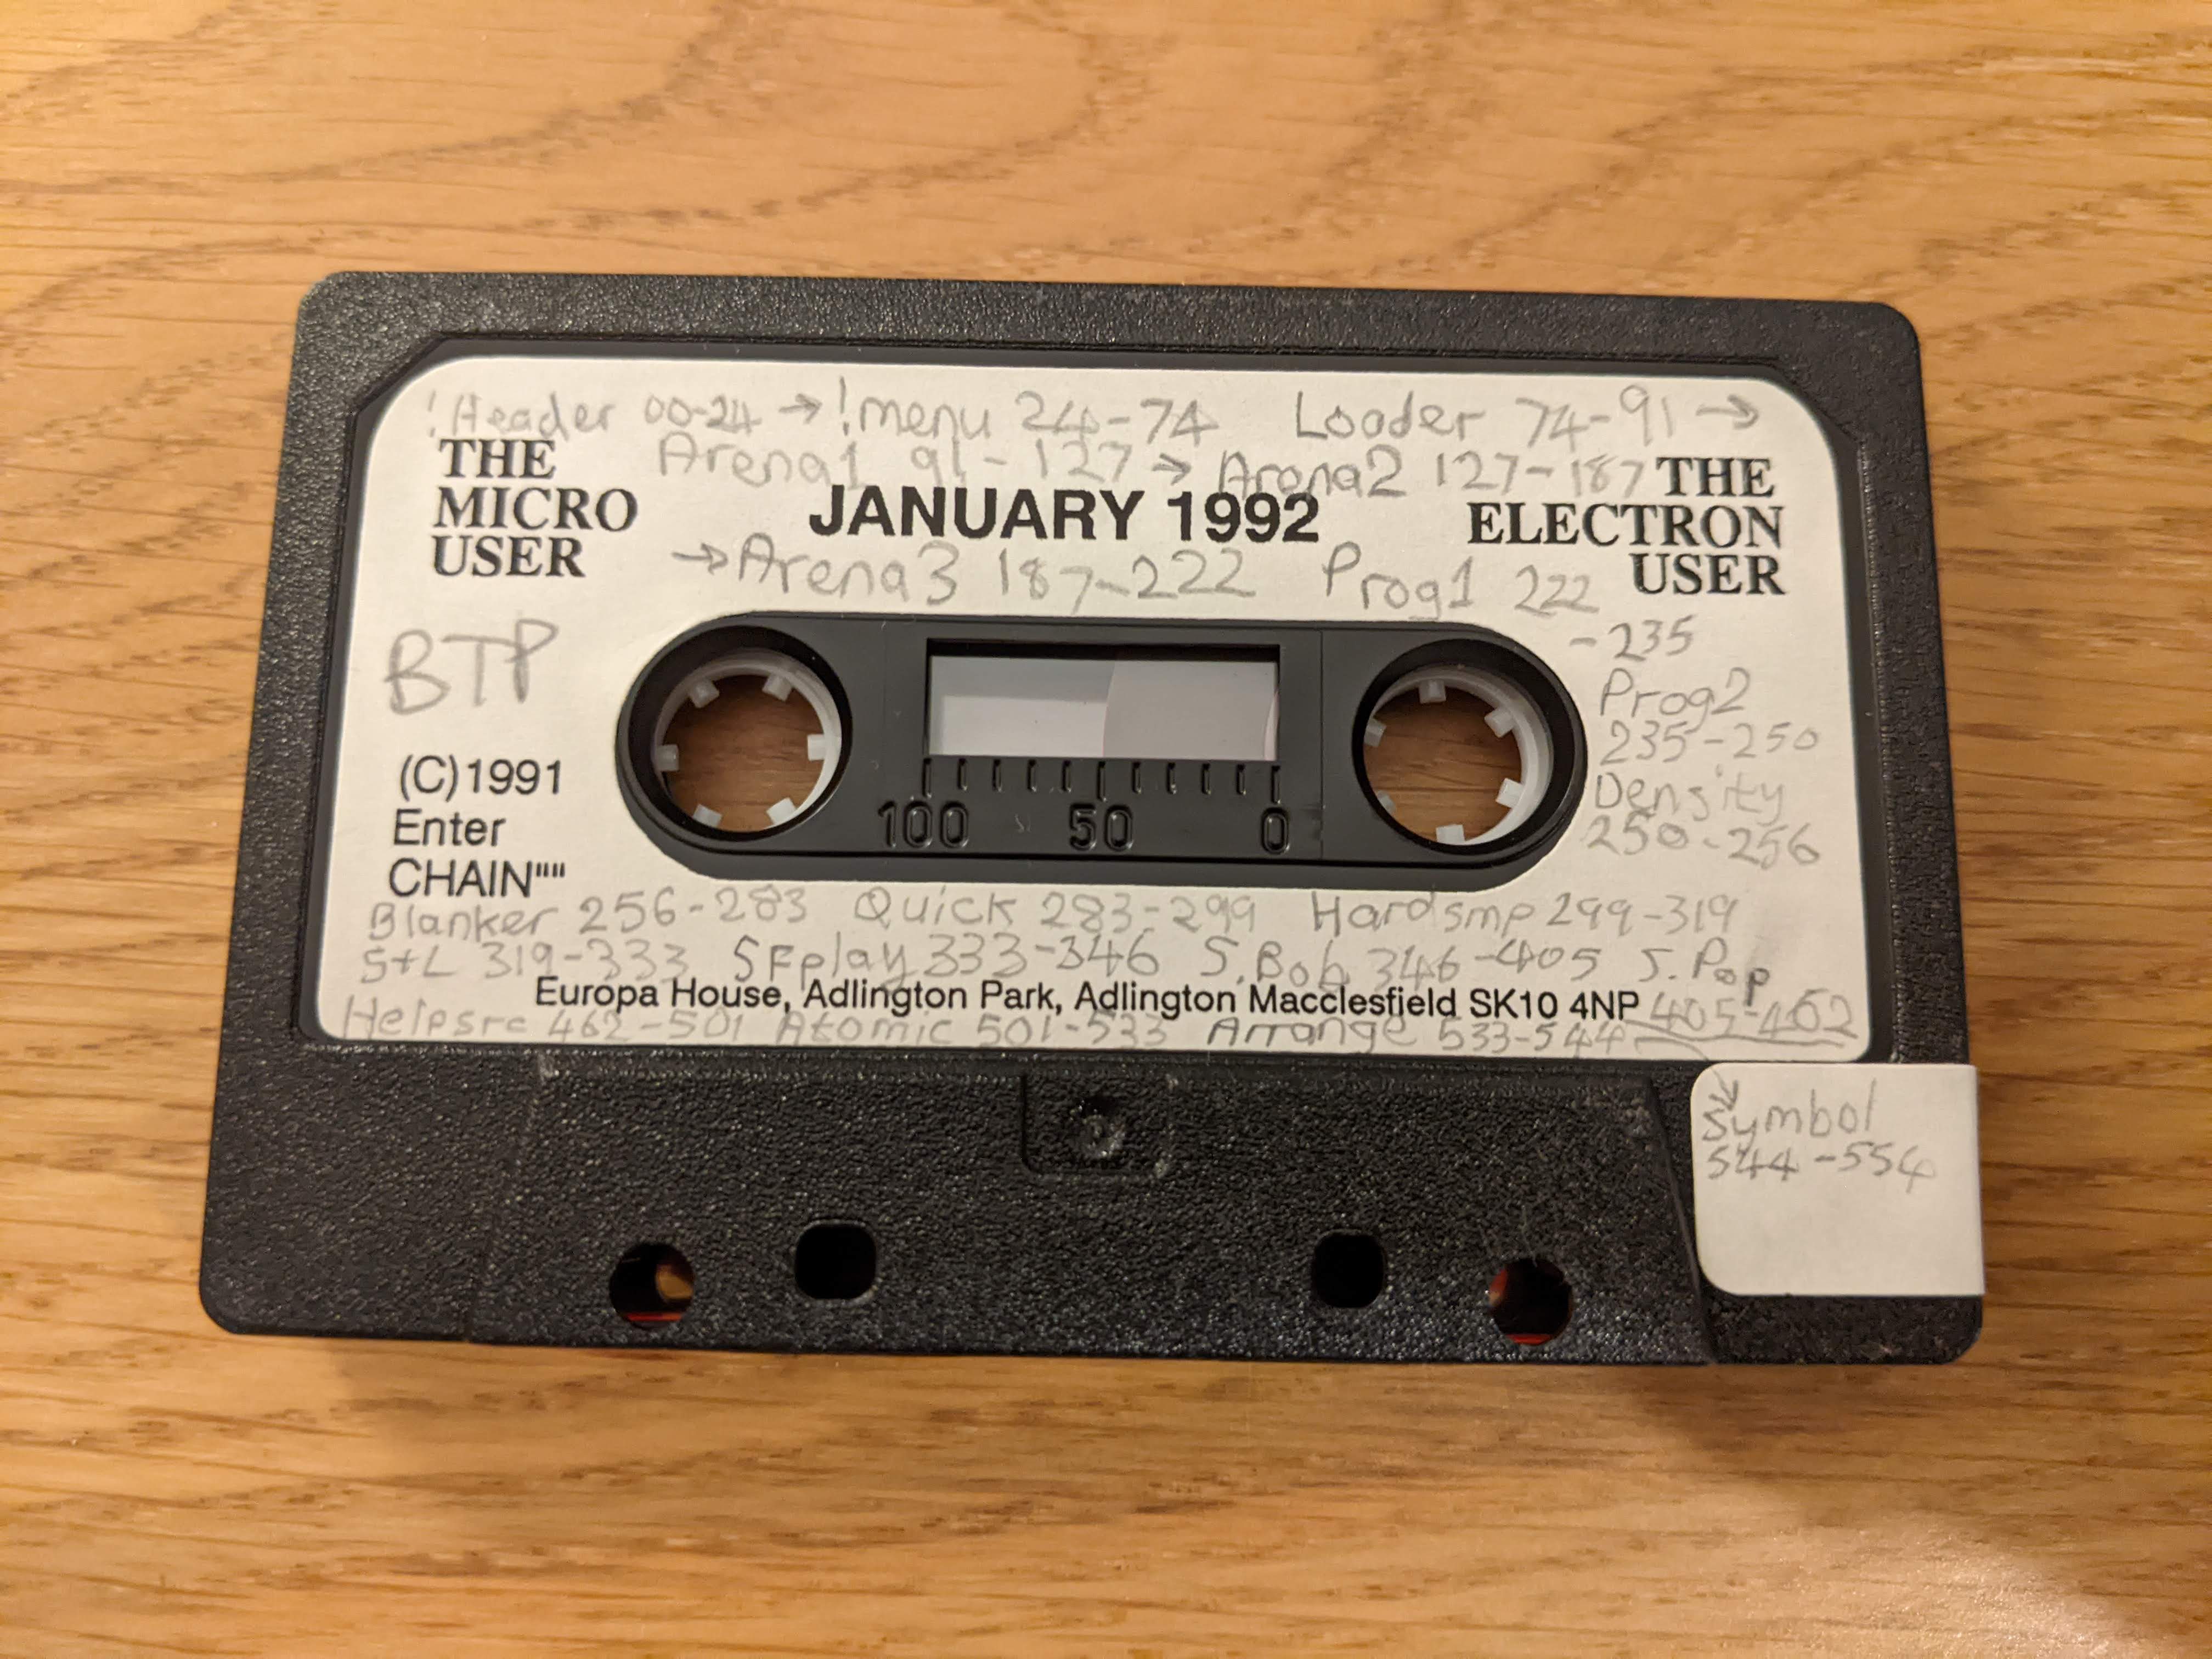 !Header 00-24 → !menu 24-74 Loader 74-91 →
Arena1 91-127 → Arena2 127-187
THE
MICRO
USER
JANUARY 1992
THE
ELECTRON
USER
→ Arena3 187-222 Prog1 222
-235
BTP
Prog2
235-250
Density
250-256
(C)1991
Enter
CHAIN""
100 50 0
Blanker 256-283 Quick 283-299 Hardsmp 299-319
S+L 319-333 SFplay 333-346 S.Bob 346-405 S.Pop
405-462
Europa House, Adlington Park, Adlington Macclesfield SK10 4NP
Helpsrc 462-501 Atomic 501-533 Arrange 533-544
Symbol
544-554